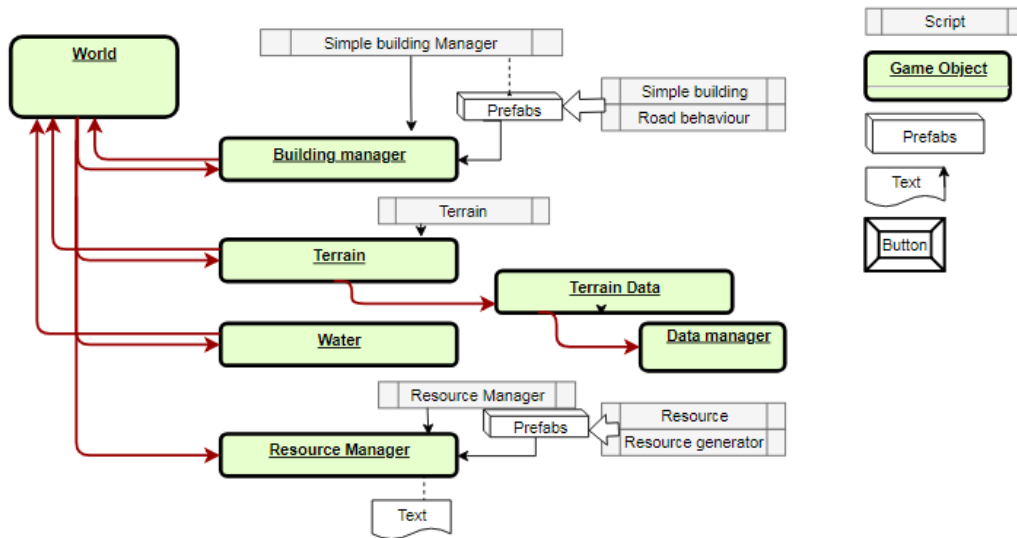 World
Simple building Manager
Prefabs
Simple building
Road behaviour
Building manager
Terrain
Terrain
Terrain Data
Water
Data manager
Resource Manager
Prefabs
Resource
Resource generator
Resource Manager
Text
Script
Game Object
Prefabs
Text
Button